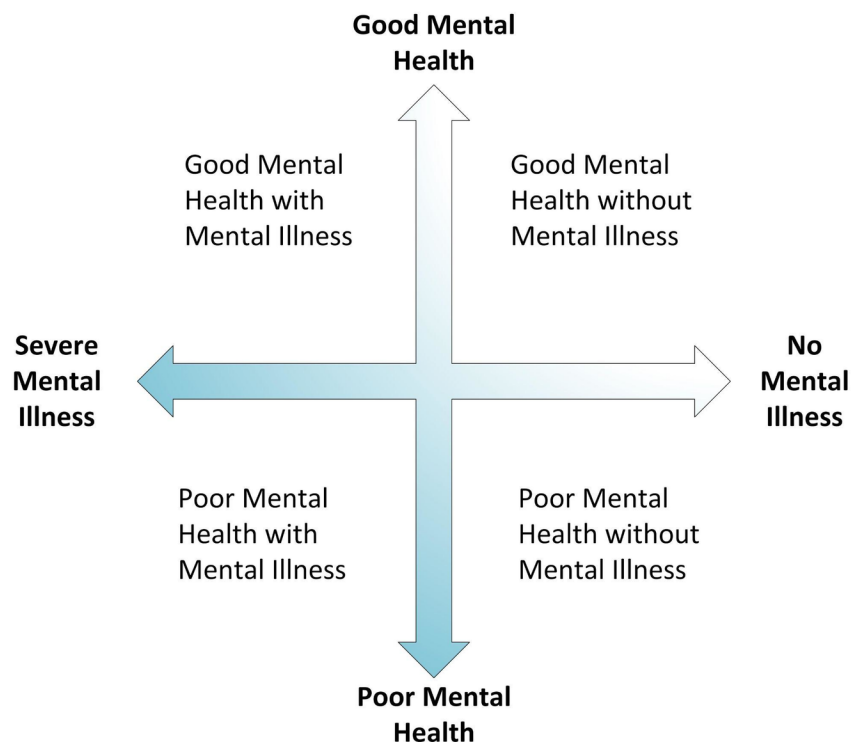 Good Mental
Health
Good Mental
Health with
Mental Illness
Good Mental
Health without
Mental Illness
Severe
Mental
Illness
No
Mental
Illness
Poor Mental
Health with
Mental Illness
Poor Mental
Health without
Mental Illness
Poor Mental
Health